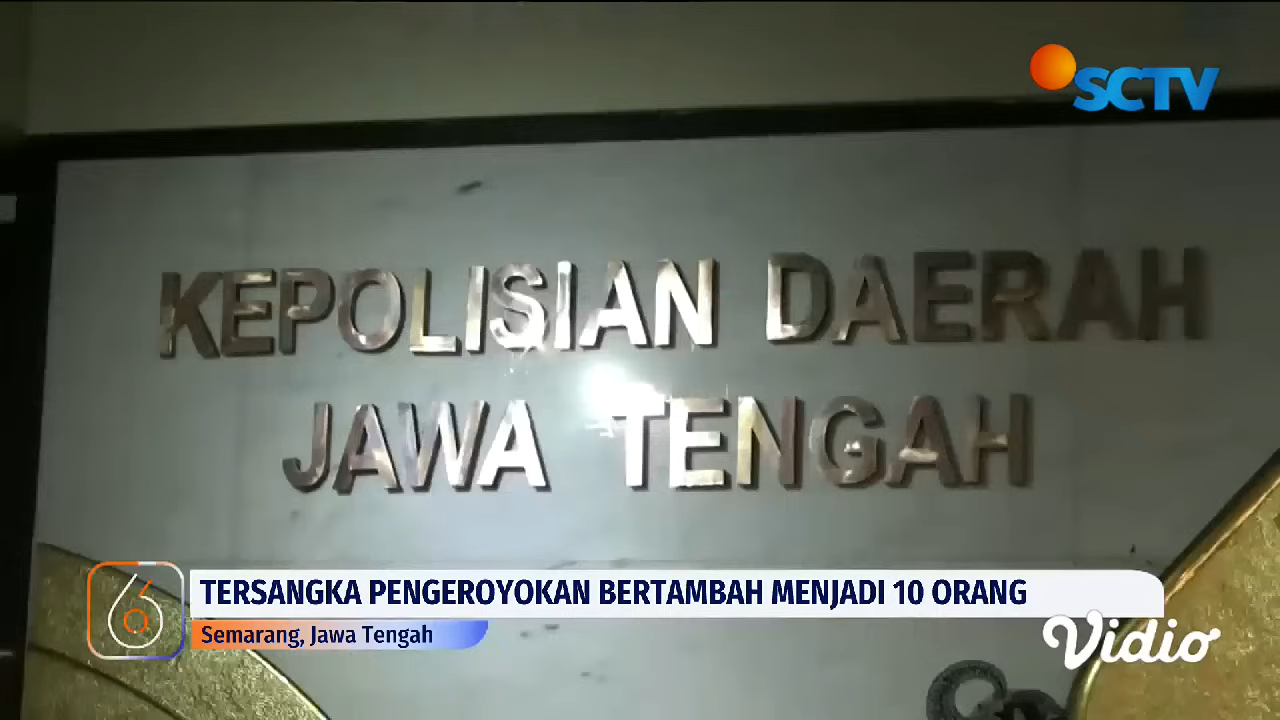 SCTV
KEPOLISIAN DAERAH
JAWA TENGAH
6
TERSANGKA PENGEROYOKAN BERTAMBAH MENJADI 10 ORANG
Semarang, Jawa Tengah
Vidio